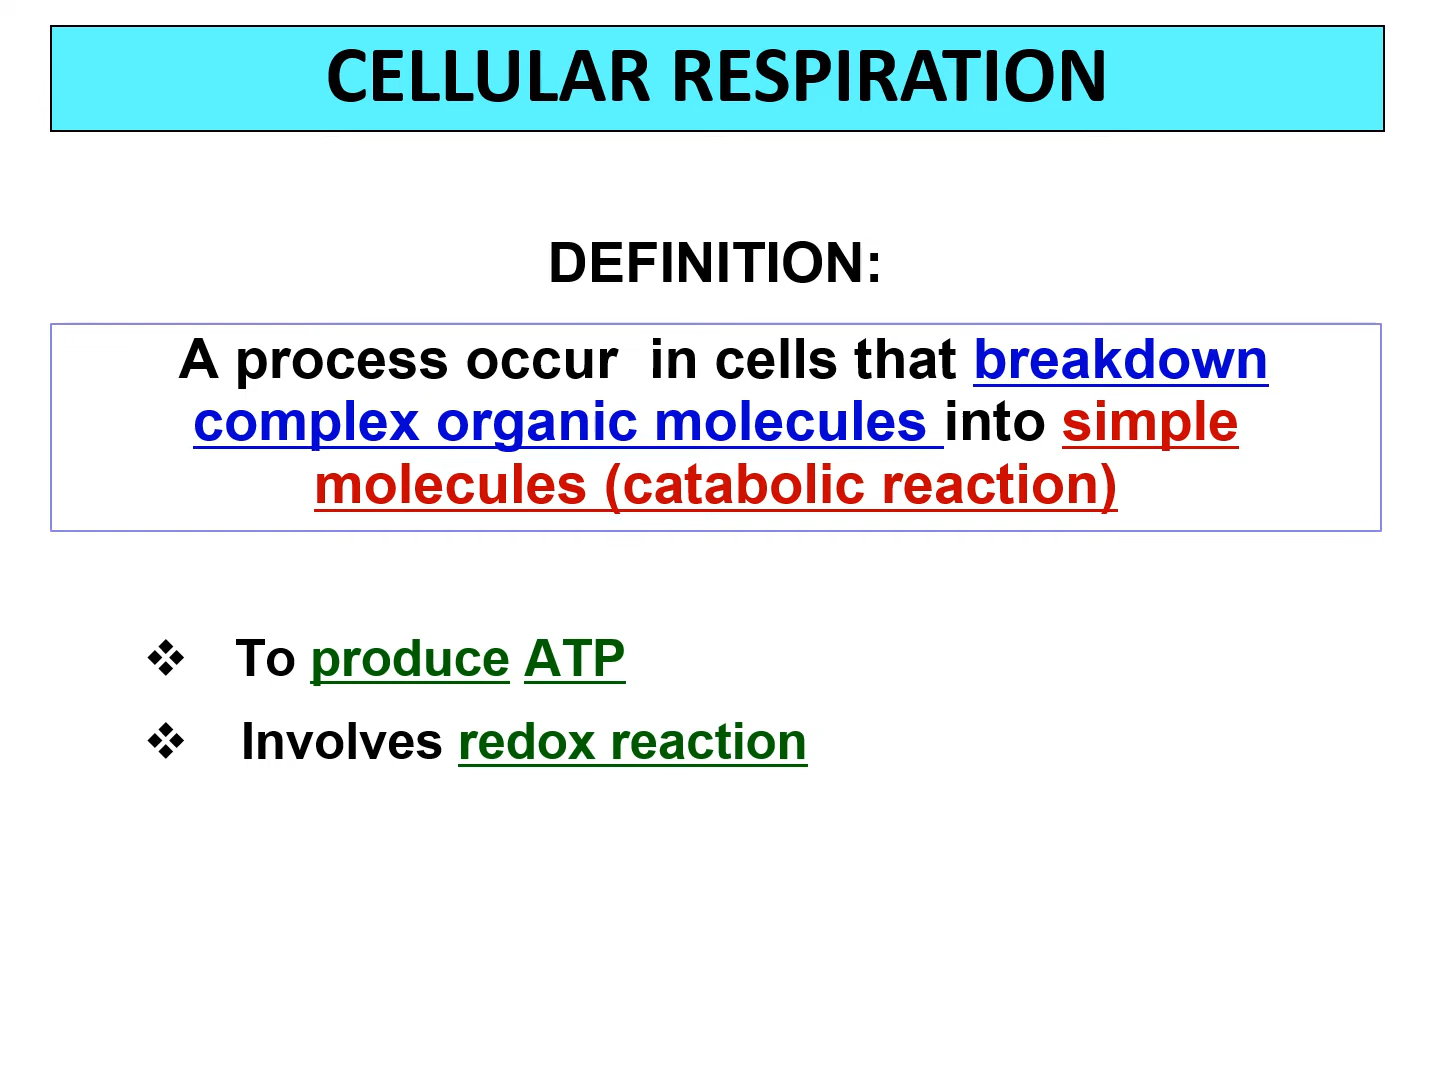 CELLULAR RESPIRATION
DEFINITION:
A process occur  in cells that breakdown
complex organic molecules into simple
molecules (catabolic reaction)
❖ To produce ATP
❖ Involves redox reaction